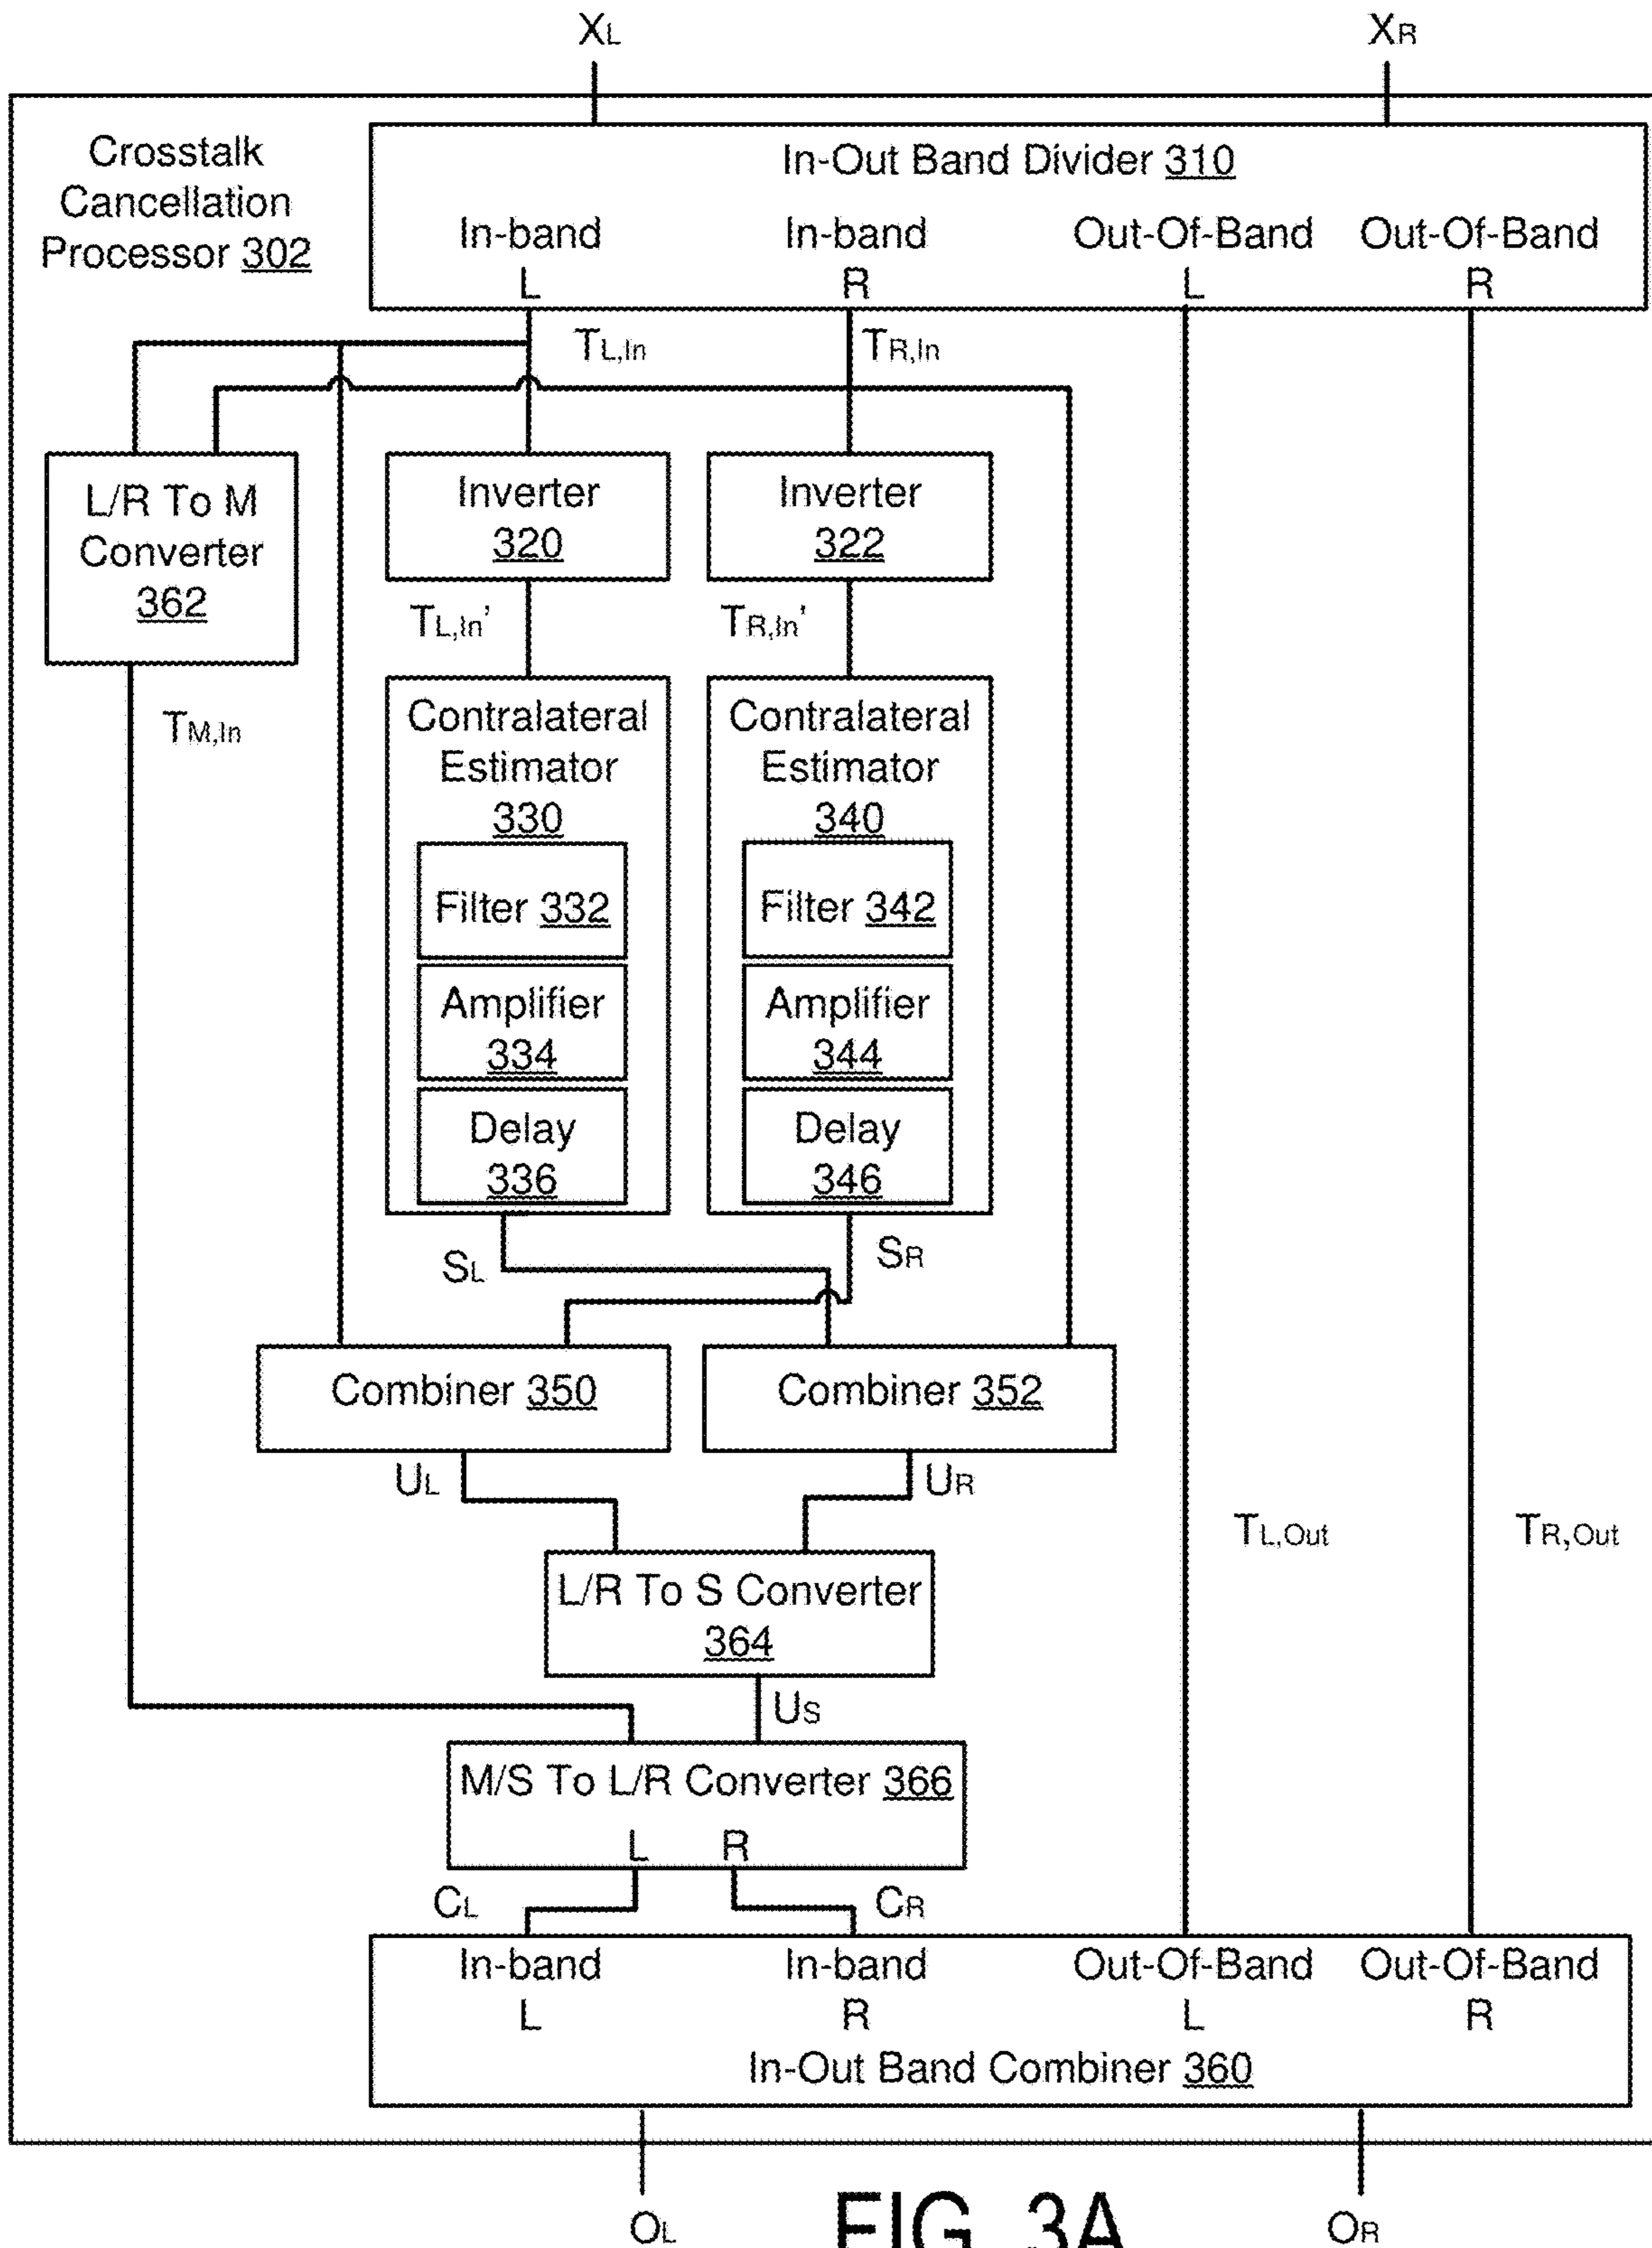 XL XR
Crosstalk
Cancellation
Processor 302
In-Out Band Divider 310
In-band In-band Out-Of-Band Out-Of-Band
L R L R
TL,In TR,In
L/R To M
Converter
362
Inverter
320
Inverter
322
TL,In' TR,In'
TM,In
Contralateral
Estimator
330
Filter 332
Amplifier
334
Delay
336
Contralateral
Estimator
340
Filter 342
Amplifier
344
Delay
346
SL SR
Combiner 350 Combiner 352
UL UR
TL,Out TR,Out
L/R To S Converter
364
US
M/S To L/R Converter 366
L R
CL CR
In-band In-band Out-Of-Band Out-Of-Band
L R L R
In-Out Band Combiner 360
OL OR
FIG. 3A